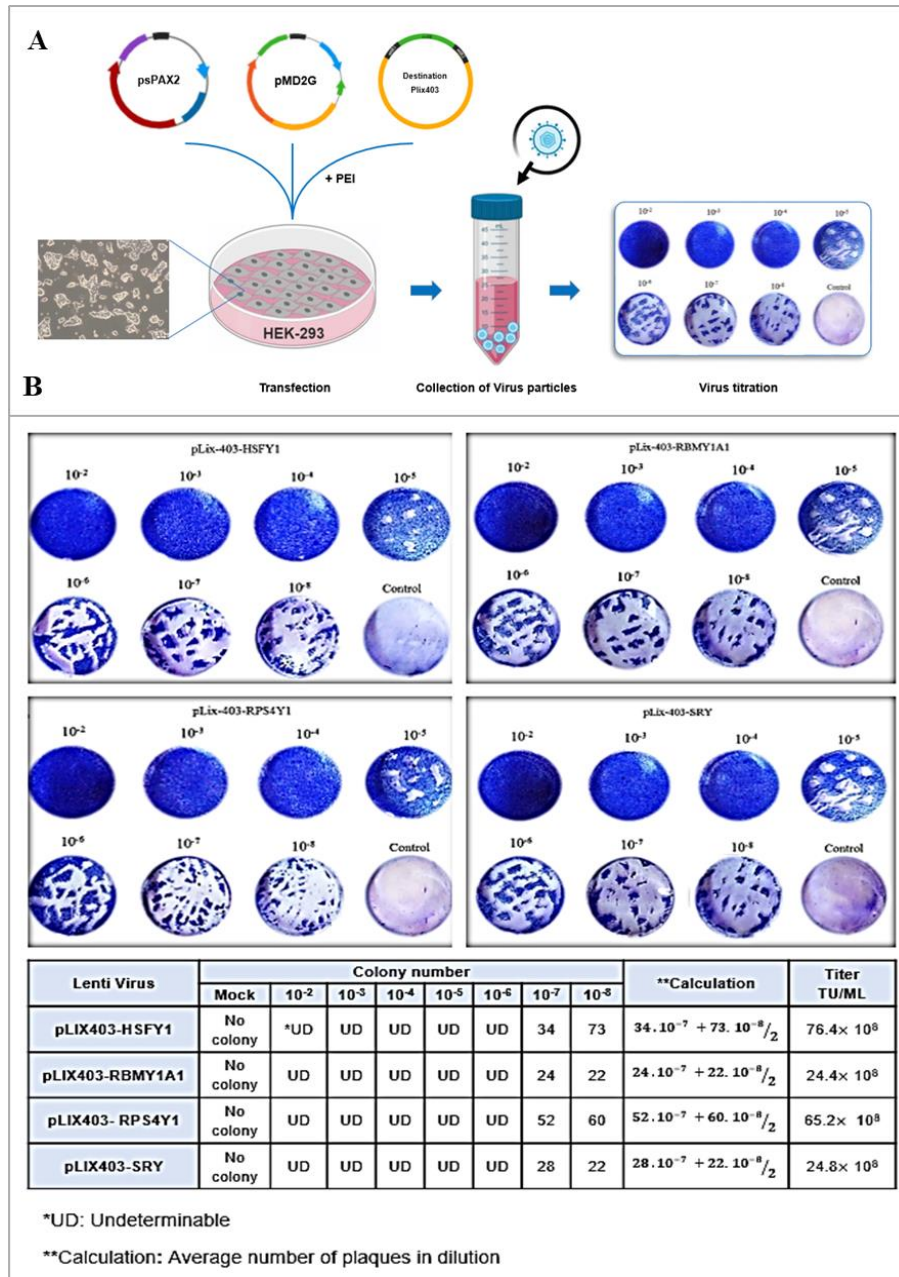 A
psPAX2
pMD2G
Destination
Plix403
+ PEI
HEK-293
10-2 10-3 10-4 10-5
10-6 10-7 10-8 Control
Transfection
Collection of Virus particles
Virus titration
B
pLix-403-HSFY1
10-2 10-3 10-4 10-5
10-6 10-7 10-8 Control
pLix-403-RBMY1A1
10-2 10-3 10-4 10-5
10-6 10-7 10-8 Control
pLix-403-RPS4Y1
10-2 10-3 10-4 10-5
10-6 10-7 10-8 Control
pLix-403-SRY
10-2 10-3 10-4 10-5
10-6 10-7 10-8 Control
Lenti Virus Colony number **Calculation Titer TU/ML
Mock 10-2 10-3 10-4 10-5 10-6 10-7 10-8
pLIX403-HSFY1 No colony *UD UD UD UD UD 34 73 34.10-7 +73. 10-8/2 76.4× 108
pLIX403-RBMY1A1 No colony UD UD UD UD UD 24 22 24.10-7 +22. 10-8/2 24.4× 108
pLIX403- RPS4Y1 No colony UD UD UD UD UD 52 60 52.10-7 +60. 10-8/2 65.2× 108
pLIX403-SRY No colony UD UD UD UD UD 28 22 28.10-7 +22. 10-8/2 24.8× 108
*UD: Undeterminable
**Calculation: Average number of plaques in dilution